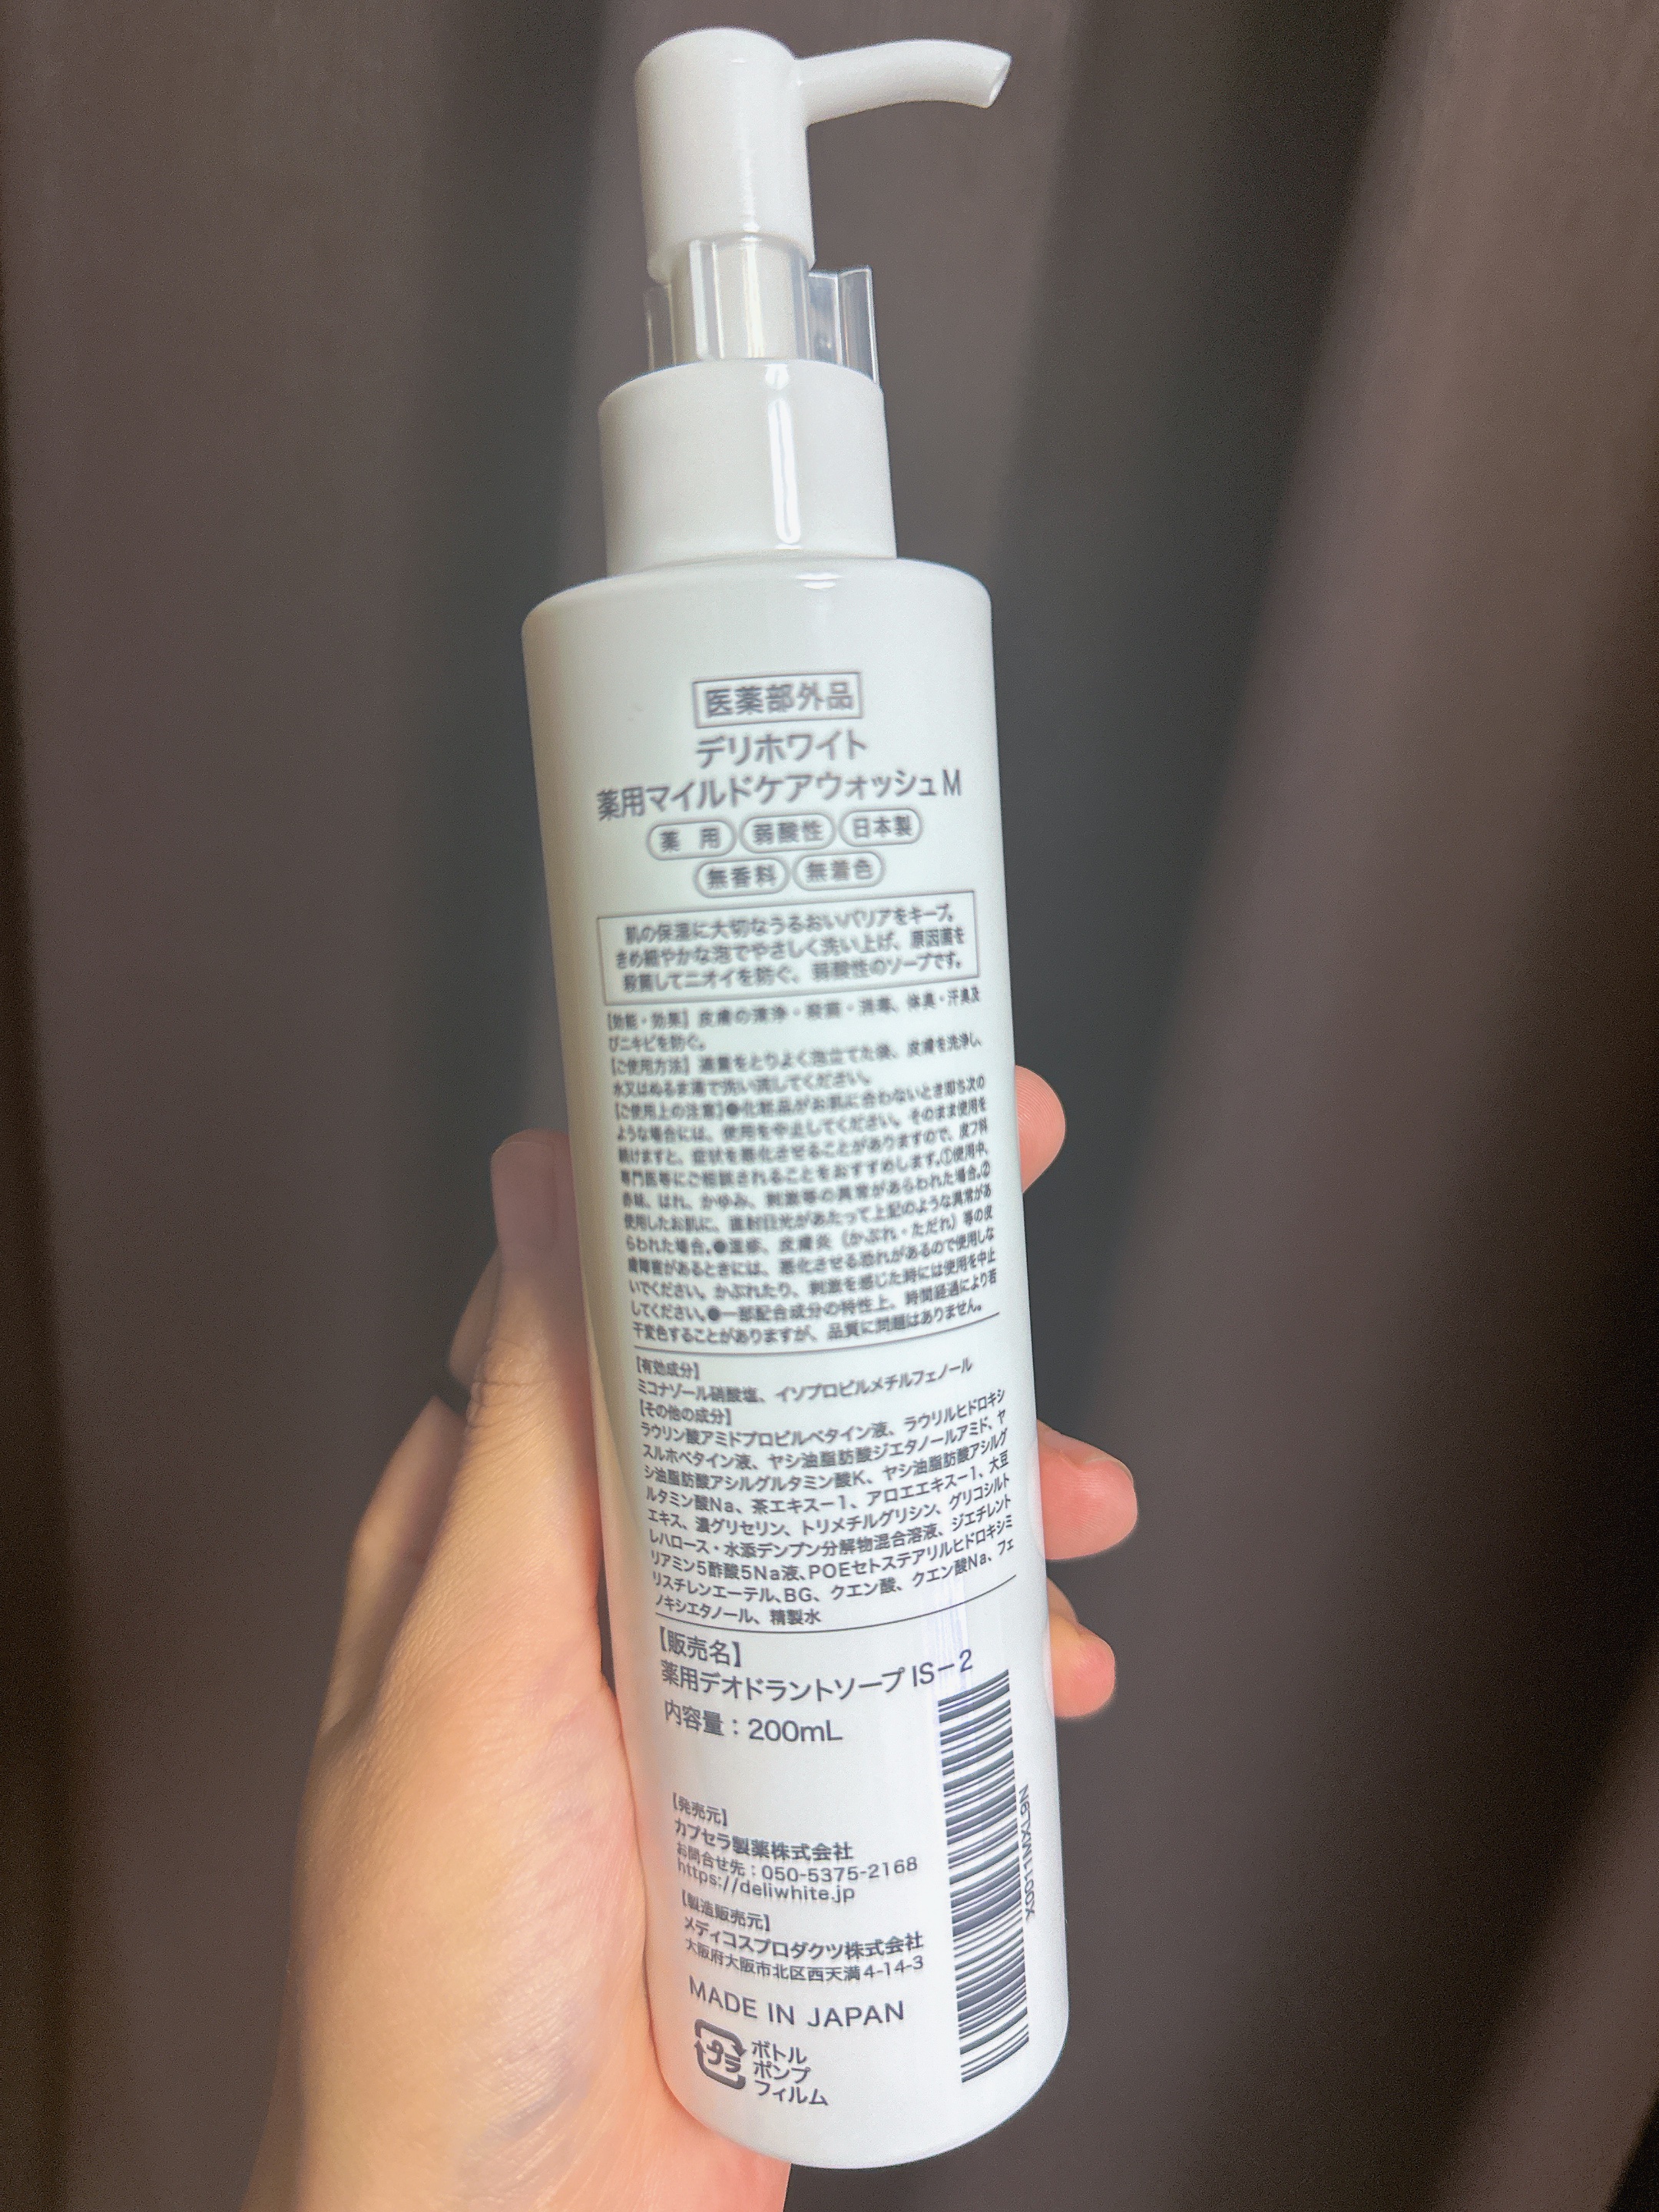 医薬部外品
デリホワイト
薬用マイルドケアウォッシュM
薬 用 弱酸性 日本製
無香料 無着色
肌の保湿に大切なうるおいバリアをキープ。
きめ細やかな泡でやさしく洗い上げ、原因菌を
殺菌してニオイを防ぐ、弱酸性のソープです。
【効能・効果】皮膚の清浄・殺菌・消毒、体臭・汗臭及
びニキビを防ぐ。
【ご使用方法】適量をとりよく泡立てた後、皮膚を洗浄し、
水又はぬるま湯で洗い流してください。
【ご使用上の注意】●化粧品がお肌に合わないとき即ち次の
ような場合には、使用を中止してください。そのまま使用を
続けますと、症状を悪化させることがありますので、皮フ科
専門医等にご相談されることをおすすめします。①使用中、
赤味、はれ、かゆみ、刺激等の異常があらわれた場合。②
使用したお肌に、直射日光があたって上記のような異常があ
らわれた場合。●湿疹、皮膚炎（かぶれ・ただれ）等の皮
膚障害があるときには、悪化させる恐れがあるので使用しな
いでください。かぶれたり、刺激を感じた時には使用を中止
してください。●一部配合成分の特性上、時間経過により若
干変色することがありますが、品質に問題はありません。
【有効成分】
ミコナゾール硝酸塩、イソプロピルメチルフェノール
【その他の成分】
ラウリン酸アミドプロピルベタイン液、ラウリルヒドロキシ
スルホベタイン液、ヤシ油脂肪酸ジエタノールアミド、ヤ
シ油脂肪酸アシルグルタミン酸K、ヤシ油脂肪酸アシルグ
ルタミン酸Na、茶エキス−1、アロエエキス−1、大豆
エキス、濃グリセリン、トリメチルグリシン、グリコシルト
レハロース・水添デンプン分解物混合溶液、ジエチレント
リアミン5酢酸5Na液、POEセトステアリルヒドロキシミ
リスチレンエーテル、BG、クエン酸、クエン酸Na、フェ
ノキシエタノール、精製水
【販売名】
薬用デオドラントソープ IS−2
内容量：200mL
【発売元】
カプセラ製薬株式会社
お問合せ先：050-5375-2168
https://deliwhite.jp
【製造販売元】
メディコスプロダクツ株式会社
大阪府大阪市北区西天満4-14-3
MADE IN JAPAN
プラ
ボトル
ポンプ
フィルム